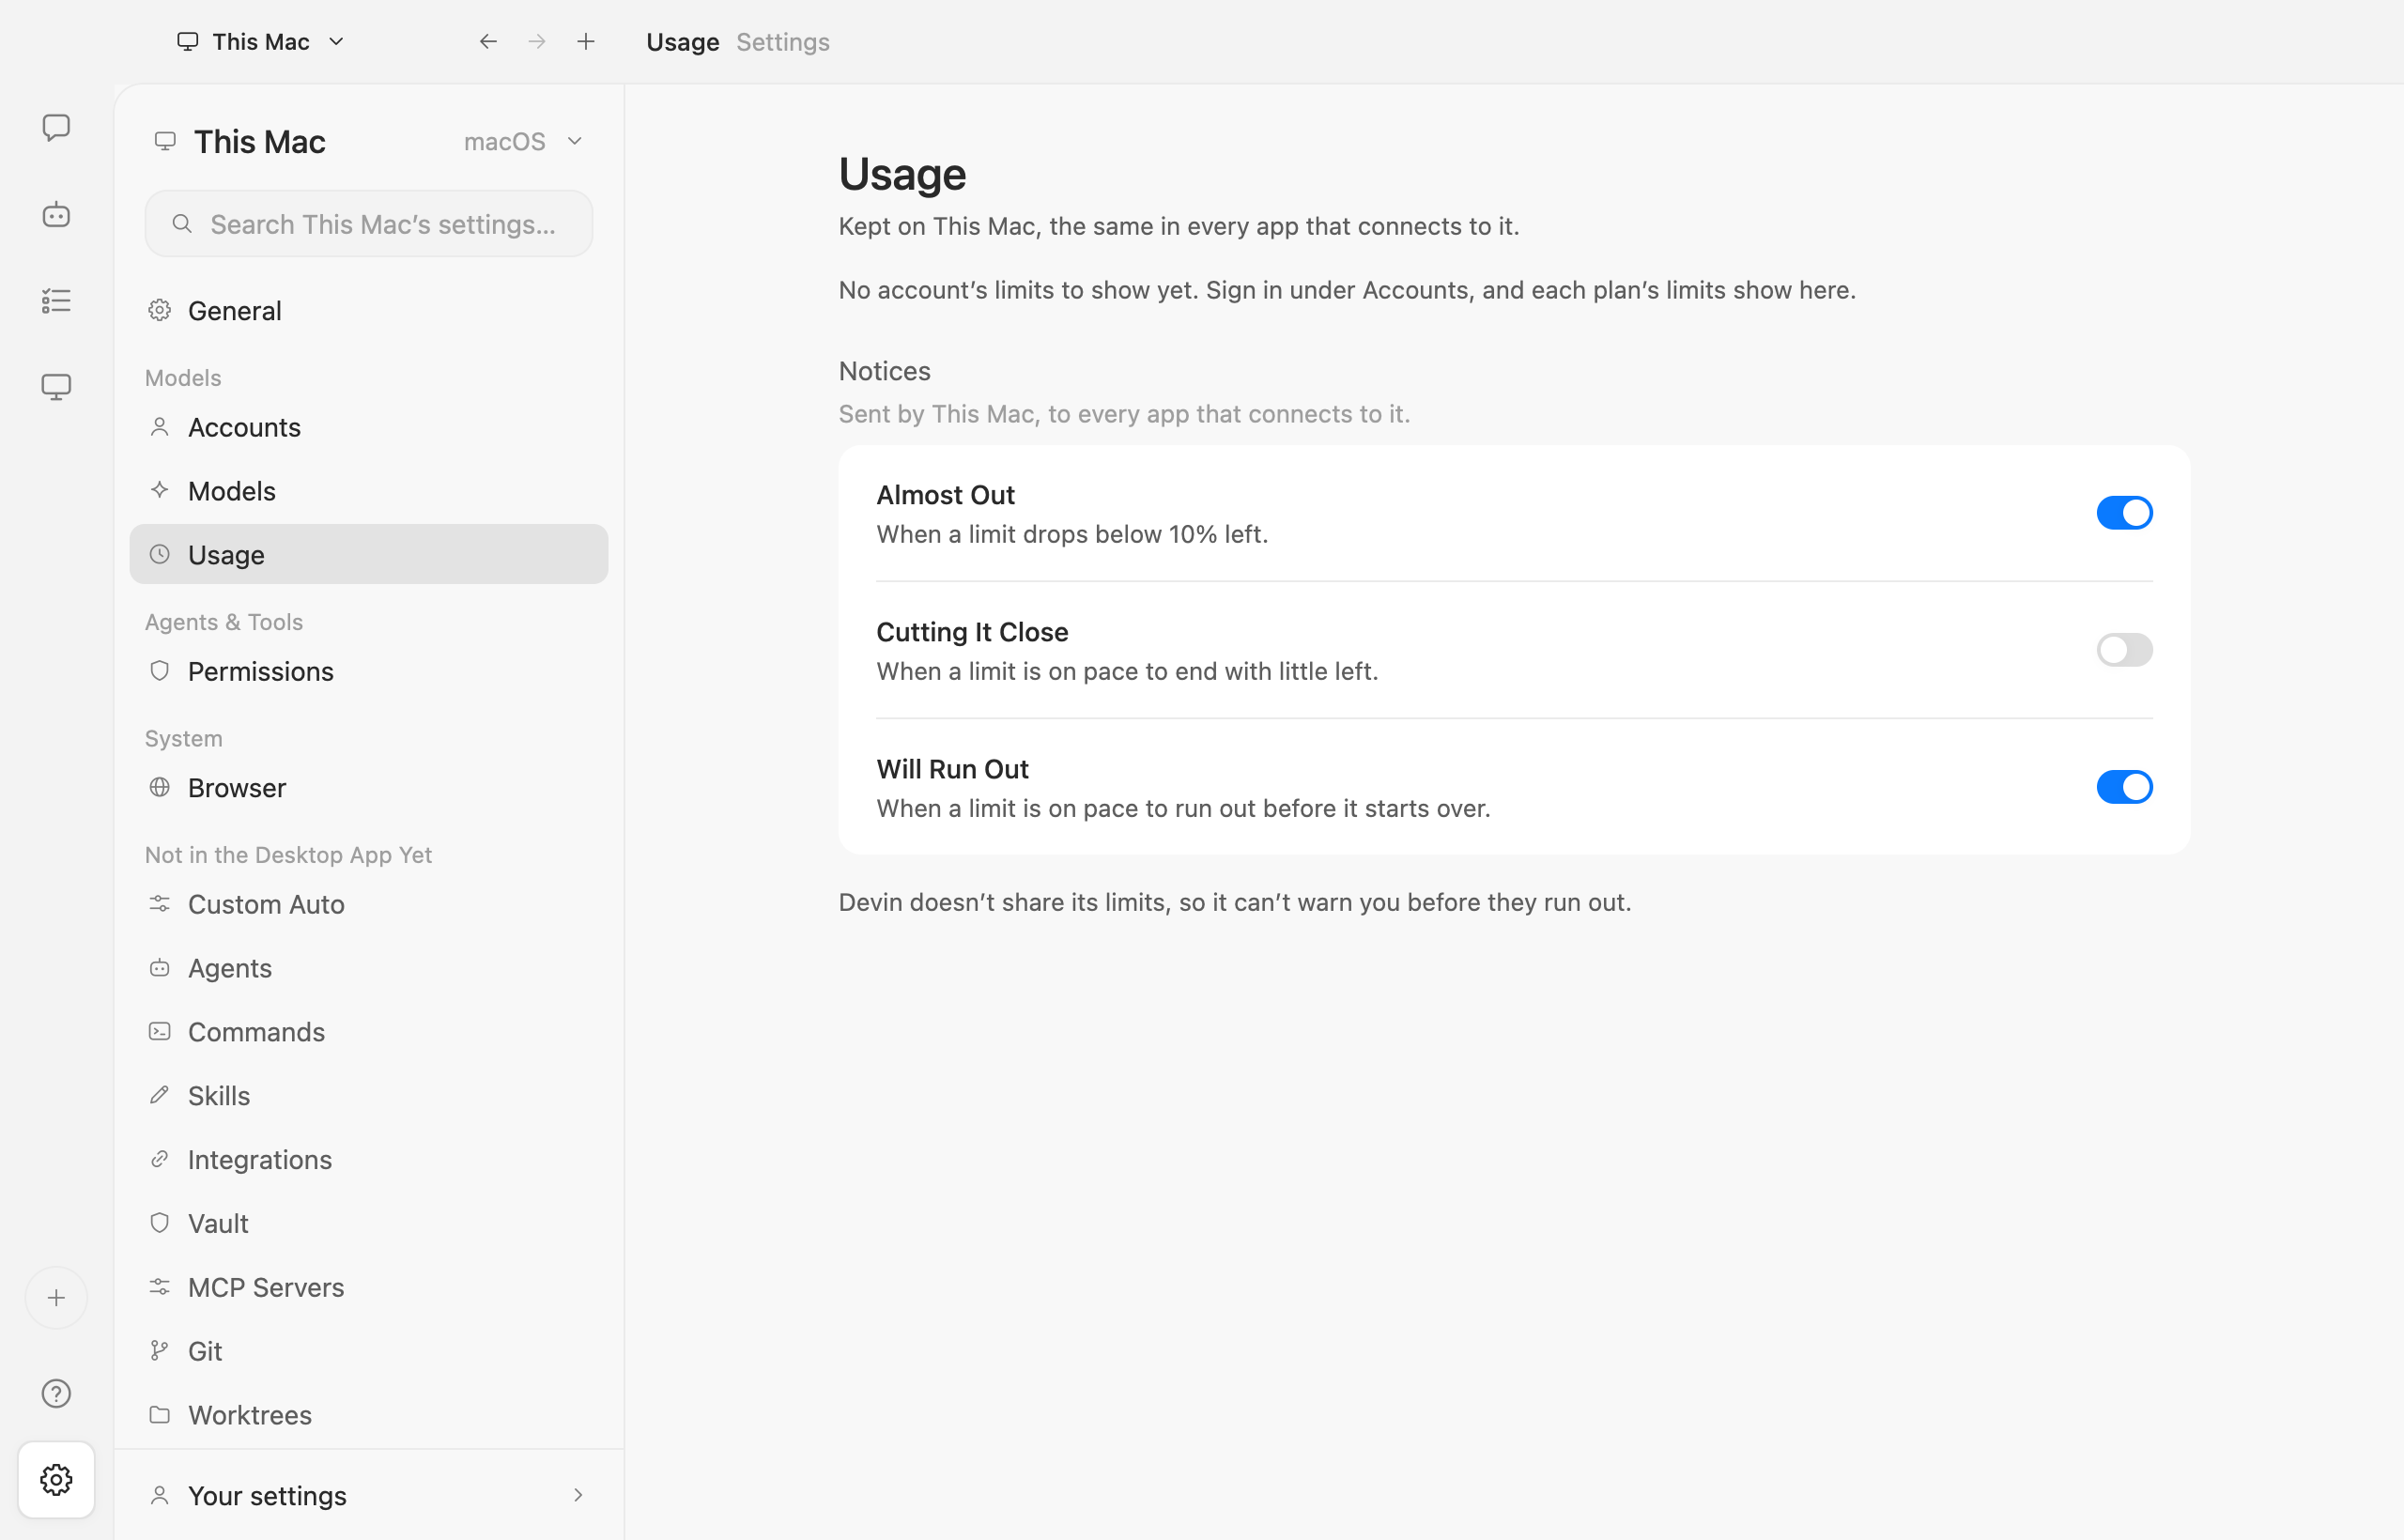 This Mac
Usage Settings
This Mac macOS
Search This Mac’s settings...
General
Models
Accounts
Models
Usage
Agents & Tools
Permissions
System
Browser
Not in the Desktop App Yet
Custom Auto
Agents
Commands
Skills
Integrations
Vault
MCP Servers
Git
Worktrees
Your settings
Usage
Kept on This Mac, the same in every app that connects to it.
No account’s limits to show yet. Sign in under Accounts, and each plan’s limits show here.
Notices
Sent by This Mac, to every app that connects to it.
Almost Out
When a limit drops below 10% left.
Cutting It Close
When a limit is on pace to end with little left.
Will Run Out
When a limit is on pace to run out before it starts over.
Devin doesn’t share its limits, so it can’t warn you before they run out.